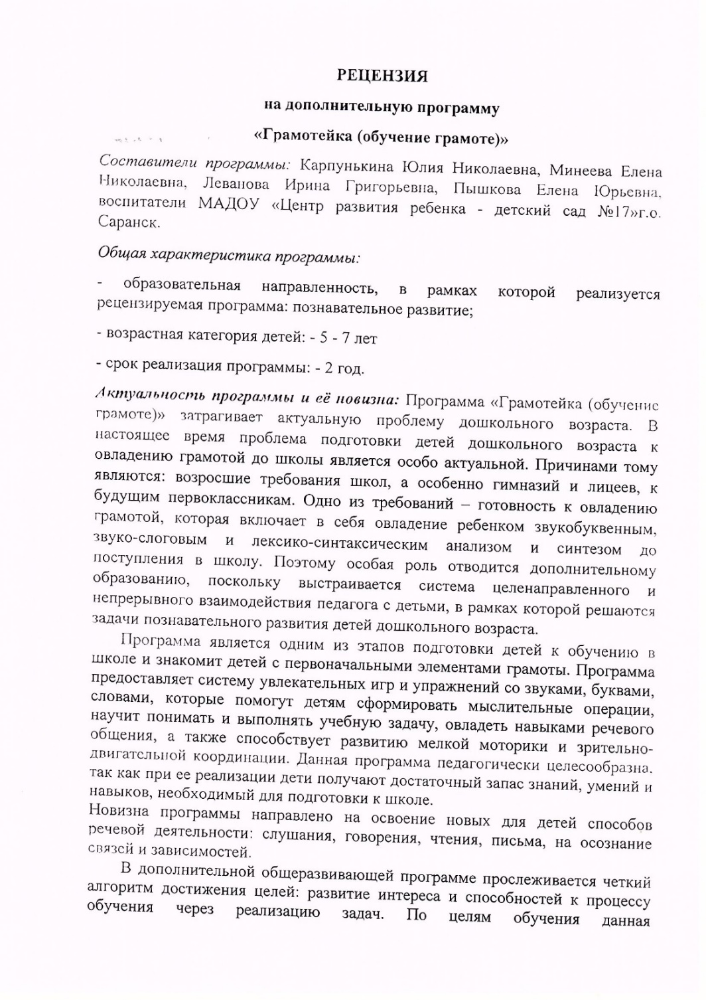 РЕЦЕНЗИЯ
на дополнительную программу
«Грамотейка (обучение грамоте)»
Составители программы: Карпунькина Юлия Николаевна, Минеева Елена
Николаевна, Леванова Ирина Григорьевна, Пышкова Елена Юрьевна,
воспитатели МАДОУ «Центр развития ребенка - детский сад №17»г.о.
Саранск.
Общая характеристика программы:
- образовательная направленность, в рамках которой реализуется
рецензируемая программа: познавательное развитие;
- возрастная категория детей: - 5 - 7 лет
- срок реализация программы: - 2 год.
Актуальность программы и её новизна: Программа «Грамотейка (обучение
грамоте)» затрагивает актуальную проблему дошкольного возраста. В
настоящее время проблема подготовки детей дошкольного возраста к
овладению грамотой до школы является особо актуальной. Причинами тому
являются: возросшие требования школ, а особенно гимназий и лицеев, к
будущим первоклассникам. Одно из требований – готовность к овладению
грамотой, которая включает в себя овладение ребенком звукобуквенным,
звуко-слоговым и лексико-синтаксическим анализом и синтезом до
поступления в школу. Поэтому особая роль отводится дополнительному
образованию, поскольку выстраивается система целенаправленного и
непрерывного взаимодействия педагога с детьми, в рамках которой решаются
задачи познавательного развития детей дошкольного возраста.
Программа является одним из этапов подготовки детей к обучению в
школе и знакомит детей с первоначальными элементами грамоты. Программа
предоставляет систему увлекательных игр и упражнений со звуками, буквами,
словами, которые помогут детям сформировать мыслительные операции,
научит понимать и выполнять учебную задачу, овладеть навыками речевого
общения, а также способствует развитию мелкой моторики и зрительно-
двигательной координации. Данная программа педагогически целесообразна,
так как при ее реализации дети получают достаточный запас знаний, умений и
навыков, необходимый для подготовки к школе.
Новизна программы направлено на освоение новых для детей способов
речевой деятельности: слушания, говорения, чтения, письма, на осознание
связей и зависимостей.
В дополнительной общеразвивающей программе прослеживается четкий
алгоритм достижения целей: развитие интереса и способностей к процессу
обучения через реализацию задач. По целям обучения данная